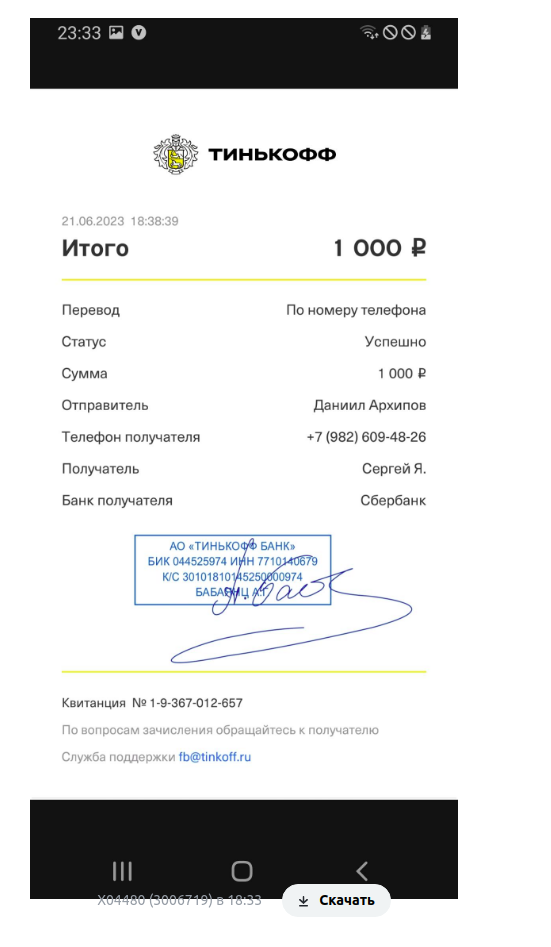 23:33
ТИНЬКОФФ
21.06.2023 18:38:39
Итого 1 000 ₽
Перевод По номеру телефона
Статус Успешно
Сумма 1 000 ₽
Отправитель Даниил Архипов
Телефон получателя +7 (982) 609-48-26
Получатель Сергей Я.
Банк получателя Сбербанк
АО «ТИНЬКОФФ БАНК»
БИК 044525974 ИНН 7710140679
К/С 30101810145250000974
Квитанция № 1-9-367-012-657
По вопросам зачисления обращайтесь к получателю
Служба поддержки fb@tinkoff.ru
X04480 (3006719) в 18:33
Скачать